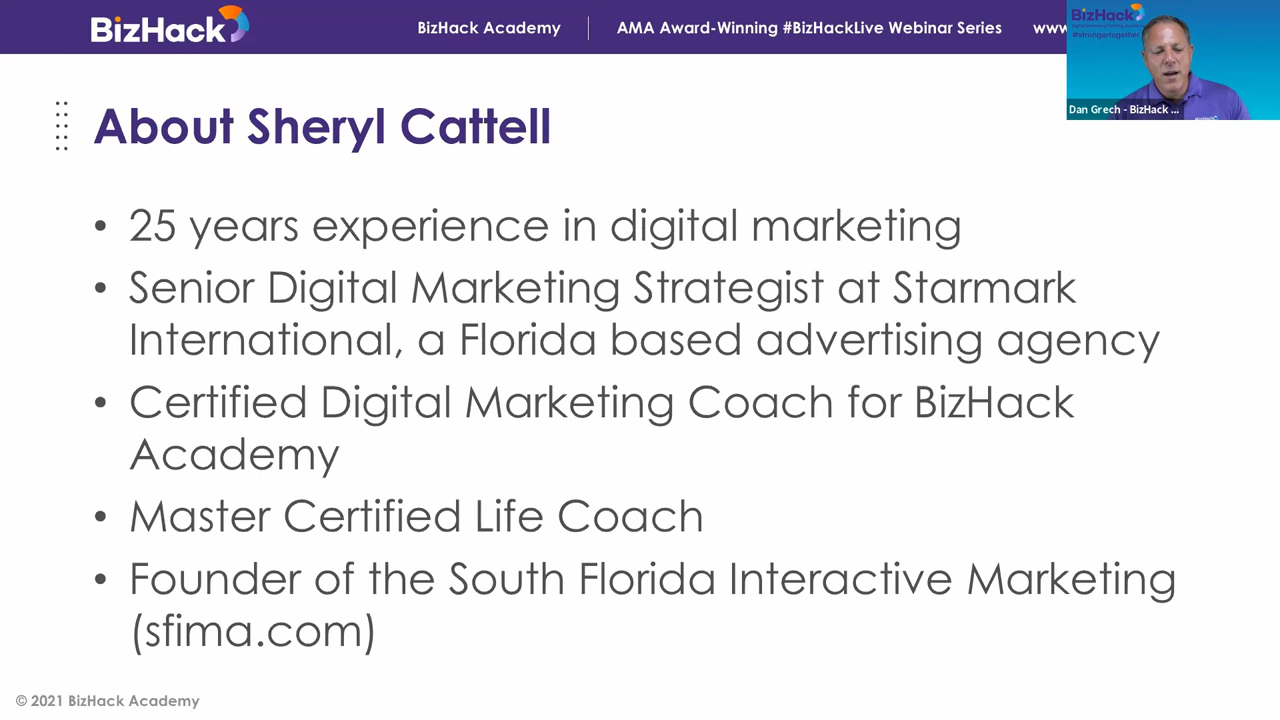 BizHack
BizHack Academy
AMA Award-Winning #BizHackLive Webinar Series
www
BizHack
#strongertogether
Dan Grech - BizHack ...
About Sheryl Cattell
• 25 years experience in digital marketing
• Senior Digital Marketing Strategist at Starmark
International, a Florida based advertising agency
• Certified Digital Marketing Coach for BizHack
Academy
• Master Certified Life Coach
• Founder of the South Florida Interactive Marketing
(sfima.com)
© 2021 BizHack Academy